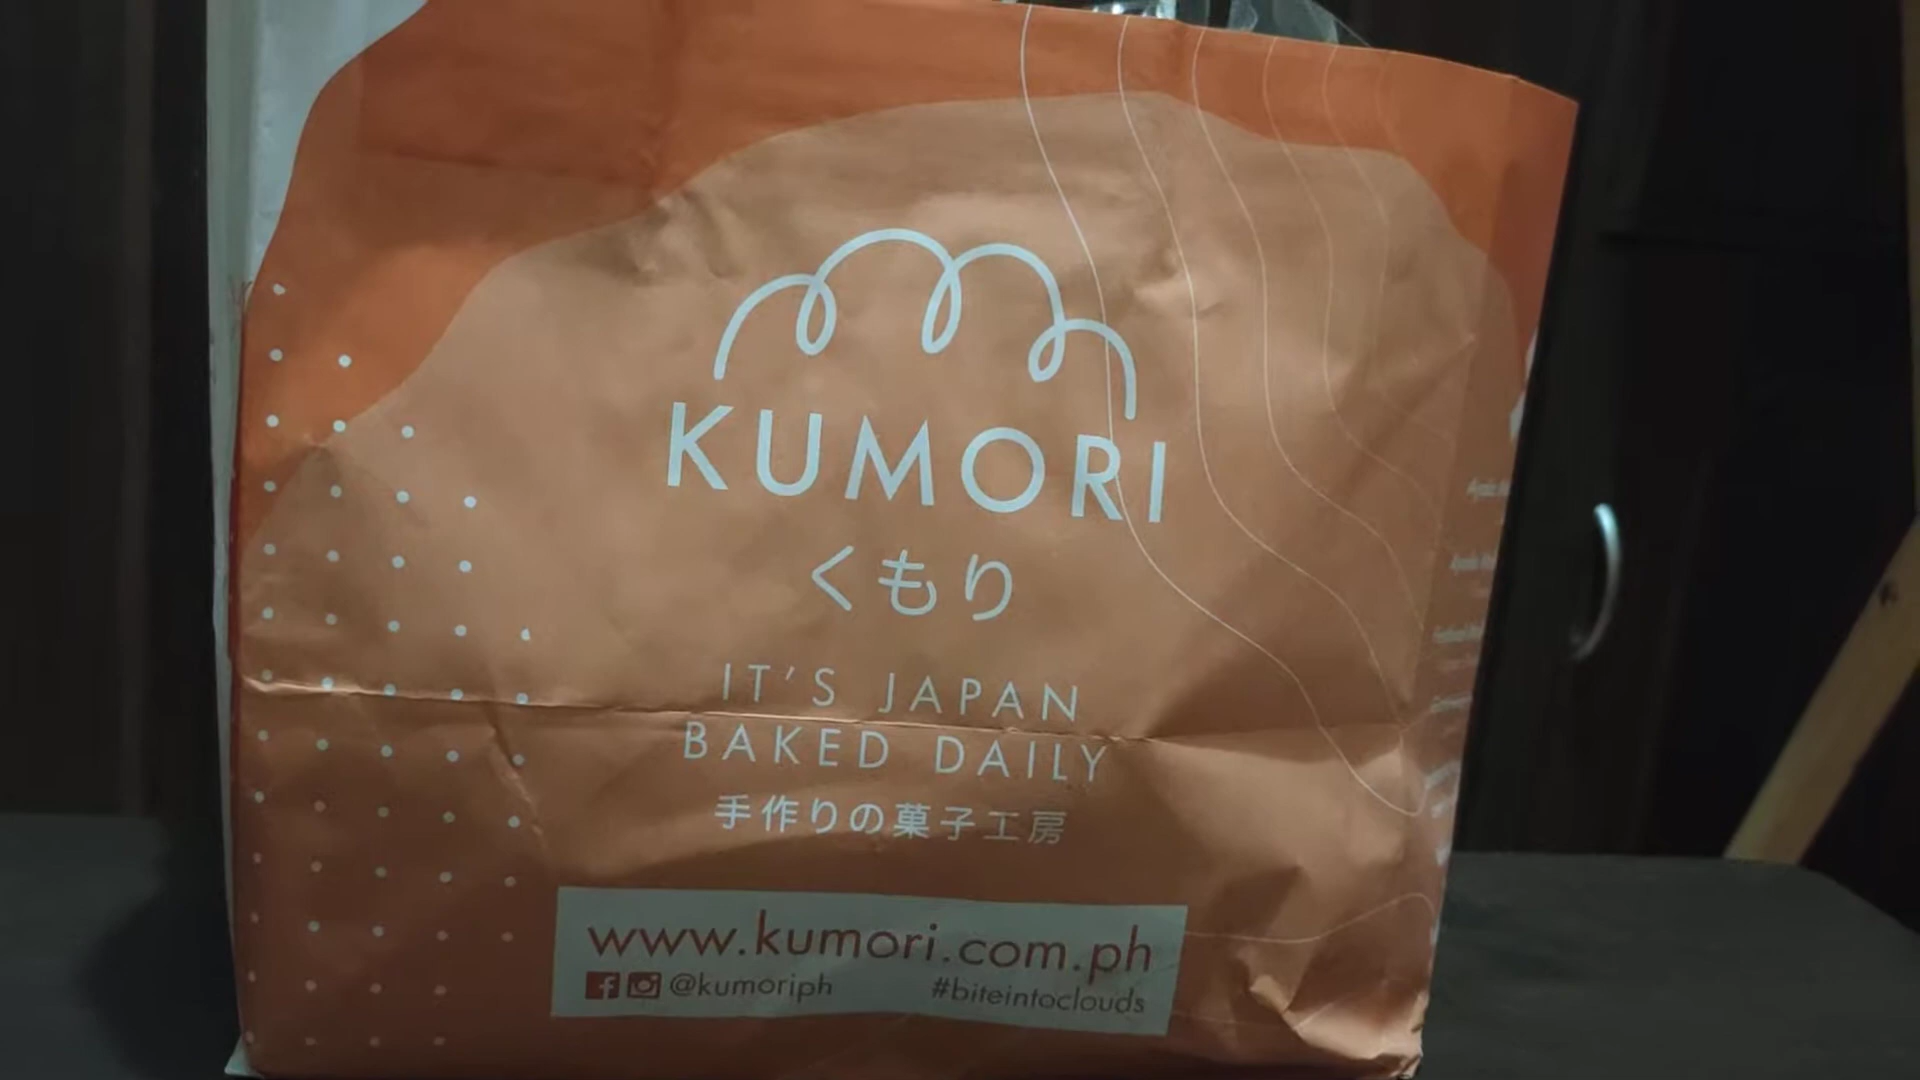 KUMORI
くもり
IT'S JAPAN
BAKED DAILY
手作りの菓子工房
www.kumori.com.ph
@kumoriph #biteintoclouds